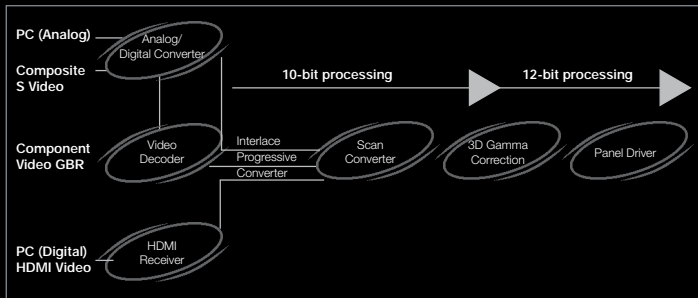 PC (Analog)
Analog/
Digital Converter
Composite
S Video
10-bit processing
12-bit processing
Component
Video GBR
Video
Decoder
Interlace
Progressive
Converter
Scan
Converter
3D Gamma
Correction
Panel Driver
PC (Digital)
HDMI Video
HDMI
Receiver